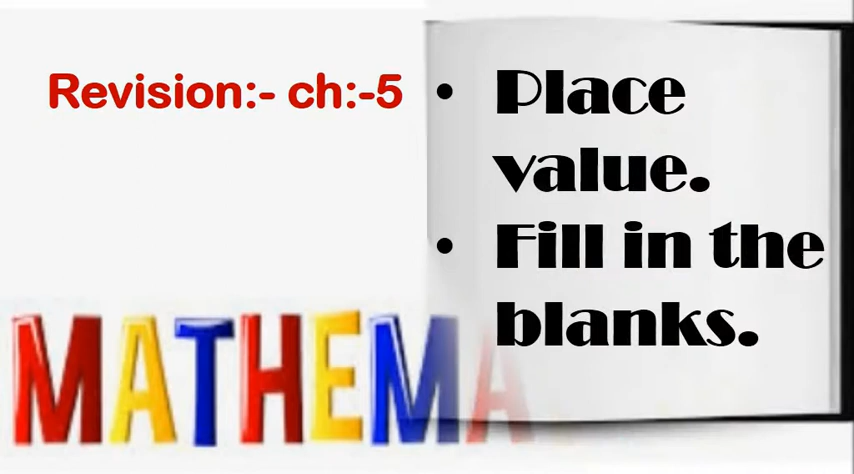 Revision:- ch:-5
• Place
value.
• Fill in the
blanks.
MATHEMA